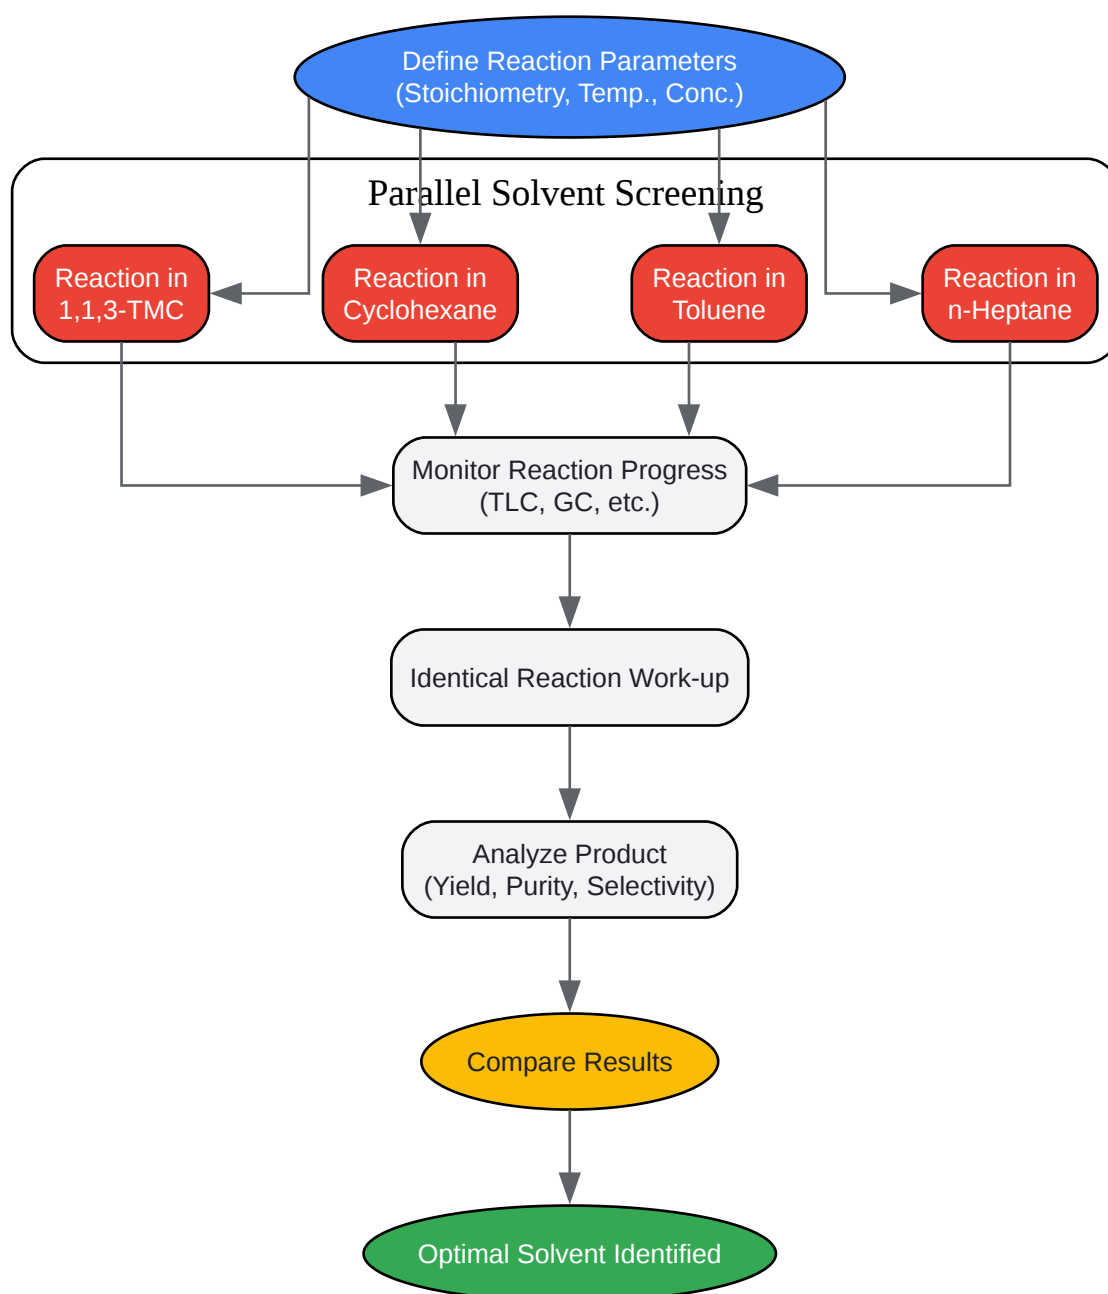 Define Reaction Parameters
(Stoichiometry, Temp., Conc.)
Parallel Solvent Screening
Reaction in
1,1,3-TMC
Reaction in
Cyclohexane
Reaction in
Toluene
Reaction in
n-Heptane
Monitor Reaction Progress
(TLC, GC, etc.)
Identical Reaction Work-up
Analyze Product
(Yield, Purity, Selectivity)
Compare Results
Optimal Solvent Identified